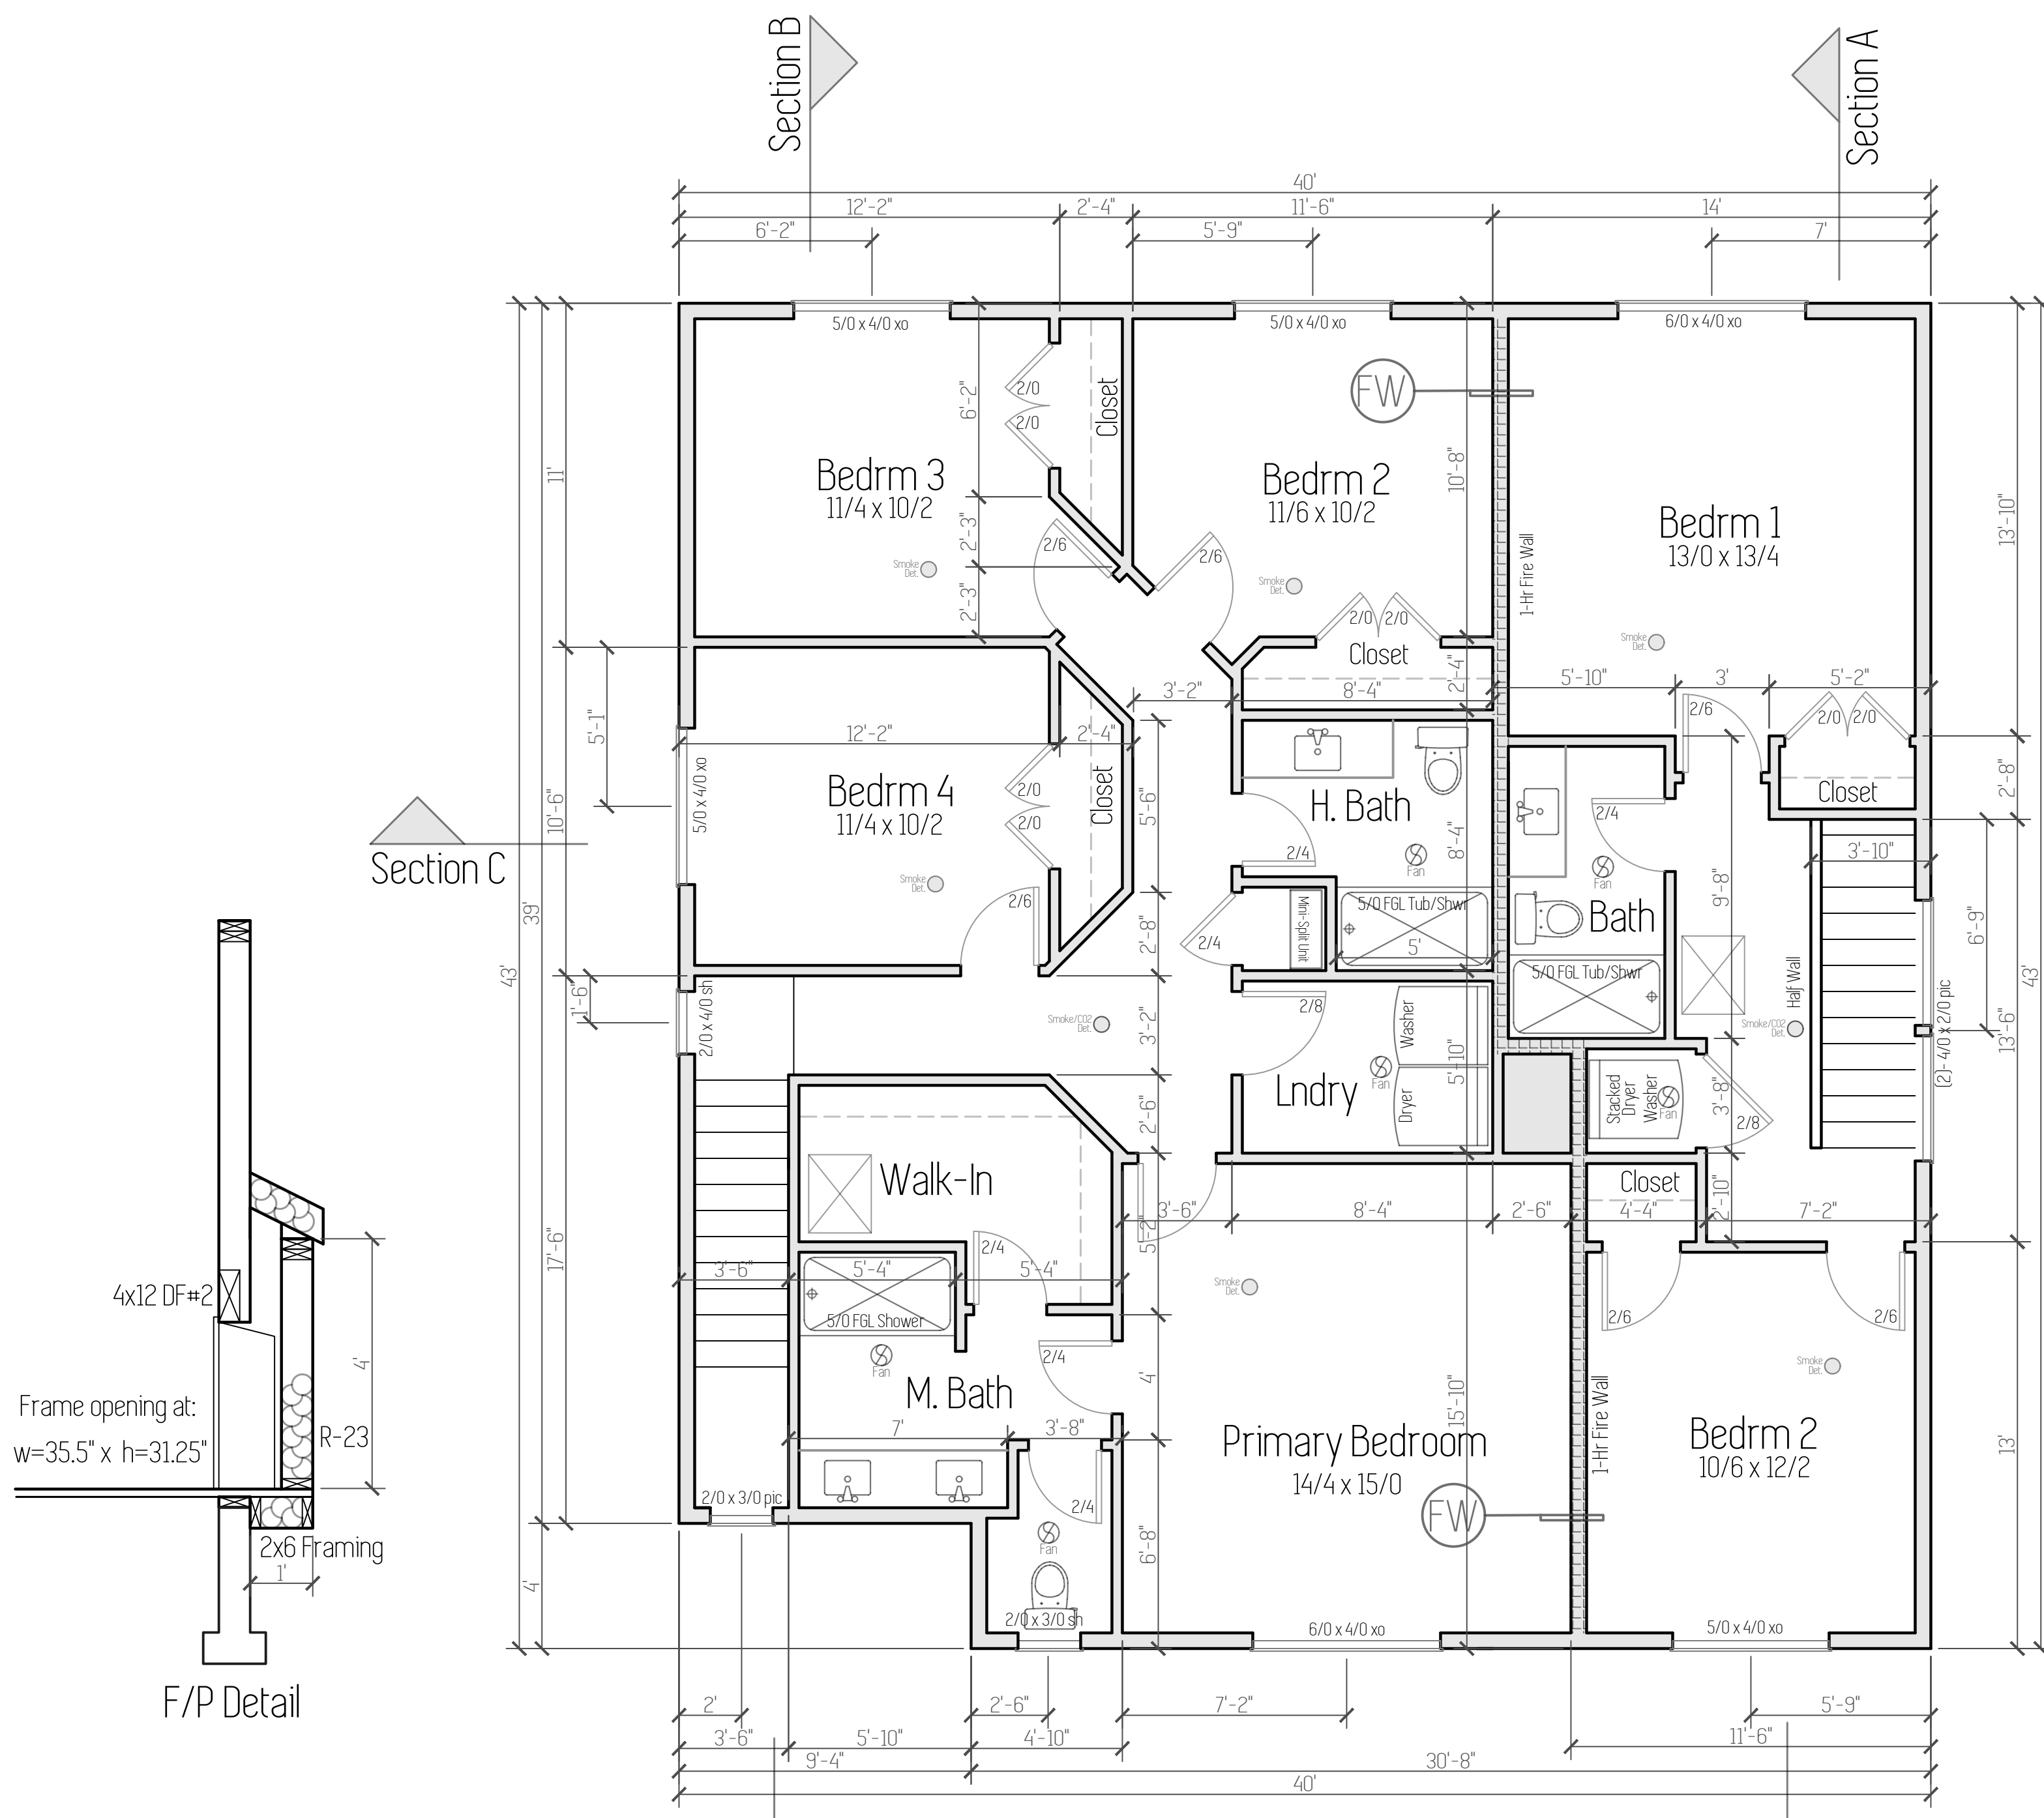 Section B
Section A
40'
12'-2"
2'-4"
11'-6"
14'
6'-2"
5'-9"
7'
5/0 x 4/0 xo
5/0 x 4/0 xo
6/0 x 4/0 xo
2/0
2/0
6'-2"
Closet
FW
11'
Bedrm 3
11/4 x 10/2
Bedrm 2
11/6 x 10/2
10'-8"
Bedrm 1
13/0 x 13/4
13'-10"
2'-3"
2/6
2/6
1-Hr Fire Wall
Smoke
Det.
Smoke
Det.
2'-3"
2/0
2/0
Smoke
Det.
Closet
2'-4"
5'-10"
3'
5'-2"
3'-2"
8'-4"
2/6
2/0
2/0
5'-1"
12'-2"
2'-4"
5/0 x 4/0 xo
Bedrm 4
11/4 x 10/2
2/0
2/0
Closet
5'-6"
H. Bath
2/4
Closet
2'-8"
10'-6"
Section C
2/4
Fan
8'-4"
Fan
3'-10"
Smoke
Det.
2/6
5/0 FGL Tub/Shwr
Mini-Split Unit
5'
Bath
9'-8"
6'-9"
39'
2'-8"
2/4
43'
43'
5/0 FGL Tub/Shwr
Half Wall
1'-6"
2/0 x 4/0 sh
Smoke/CO2
Det.
3'-2"
2/8
Washer
Smoke/CO2
Det.
(2)- 4/0 x 2/0 pic
13'-6"
Fan
5'-10"
Lndry
Dryer
2'-6"
Stacked
Dryer
Washer
Fan
3'-8"
2/8
Walk-In
Closet
3'-6"
8'-4"
2'-6"
4'-4"
2'-10"
7'-2"
5'-2"
2/4
17'-6"
3'-6"
5'-4"
5'-4"
Smoke
Det.
4x12 DF#2
5/0 FGL Shower
2/6
2/6
Fan
2/4
4'
Smoke
Det.
M. Bath
4'
15'-10"
Frame opening at:
w=35.5" x h=31.25"
R-23
7'
3'-8"
Primary Bedroom
14/4 x 15/0
1-Hr Fire Wall
Bedrm 2
10/6 x 12/2
13'
2/0 x 3/0 pic
2/4
FW
2x6 Framing
1'
Fan
6'-8"
4'
2/0 x 3/0 sh
6/0 x 4/0 xo
5/0 x 4/0 xo
F/P Detail
2'
2'-6"
7'-2"
5'-9"
3'-6"
5'-10"
4'-10"
11'-6"
9'-4"
30'-8"
40'